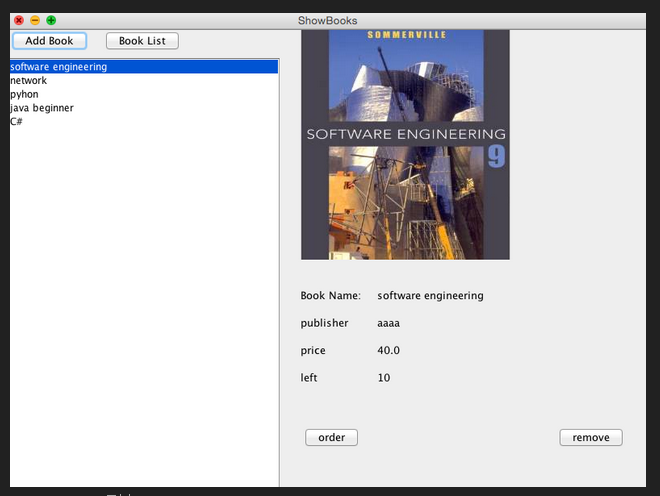 ShowBooks
Add Book
Book List
software engineering
network
pyhon
java beginner
C#
SOMMERVILLE
SOFTWARE ENGINEERING
9
Book Name: software engineering
publisher aaaa
price 40.0
left 10
order
remove